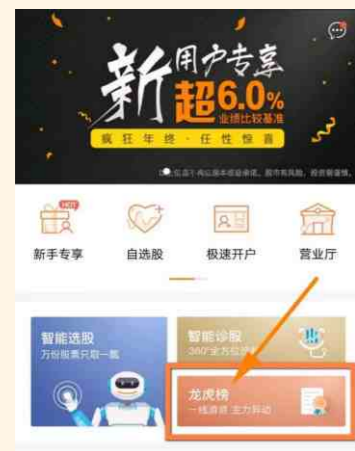 新用户专享
超6.0%
业绩比较基准
疯狂年终·任性惊喜
HOT
新手专享
自选股
极速开户
营业厅
智能选股
万份股票只取一瓢
智能诊股
360°全方位
龙虎榜
一线游资 主力异动